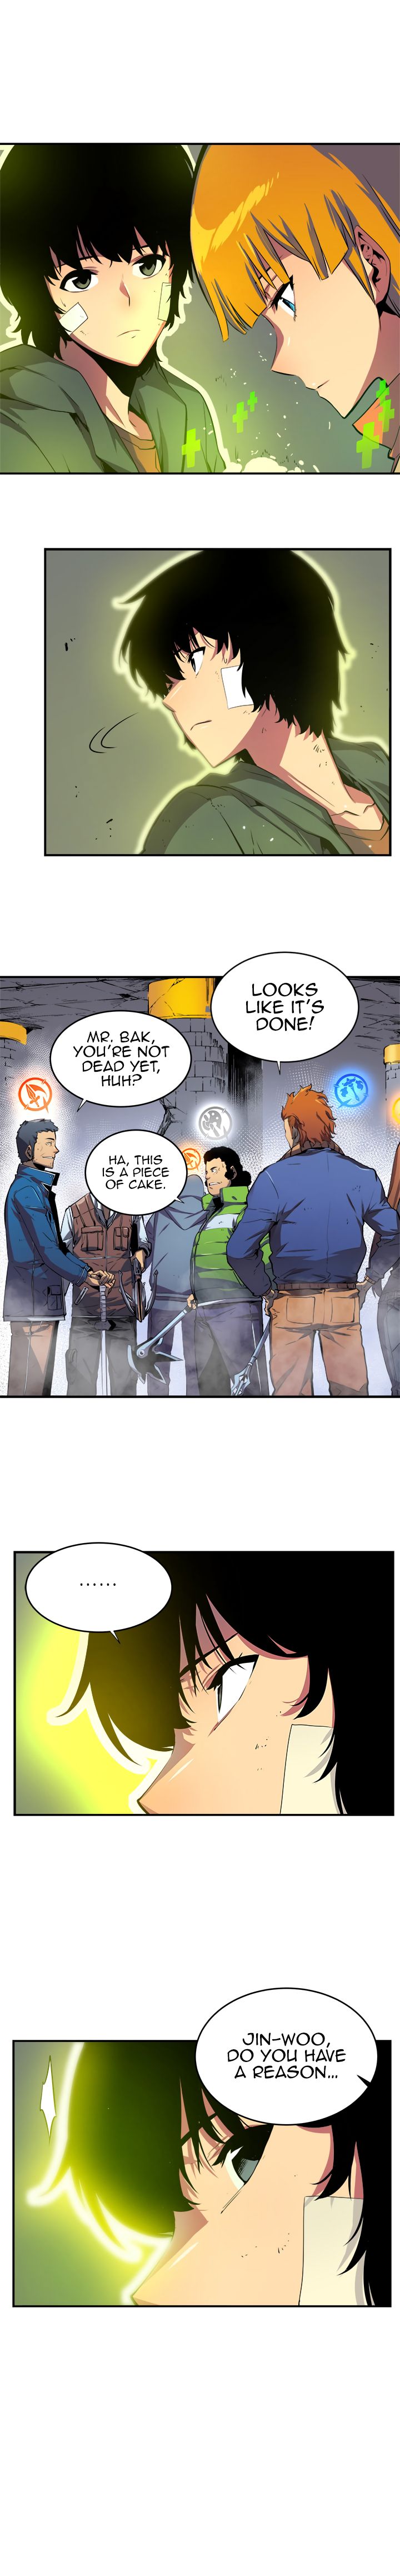 LOOKS
LIKE IT'S
DONE!
MR. BAK,
YOU'RE NOT
DEAD YET,
HUH?
HA, THIS
IS A PIECE
OF CAKE.
......
JIN-WOO,
DO YOU HAVE
A REASON...